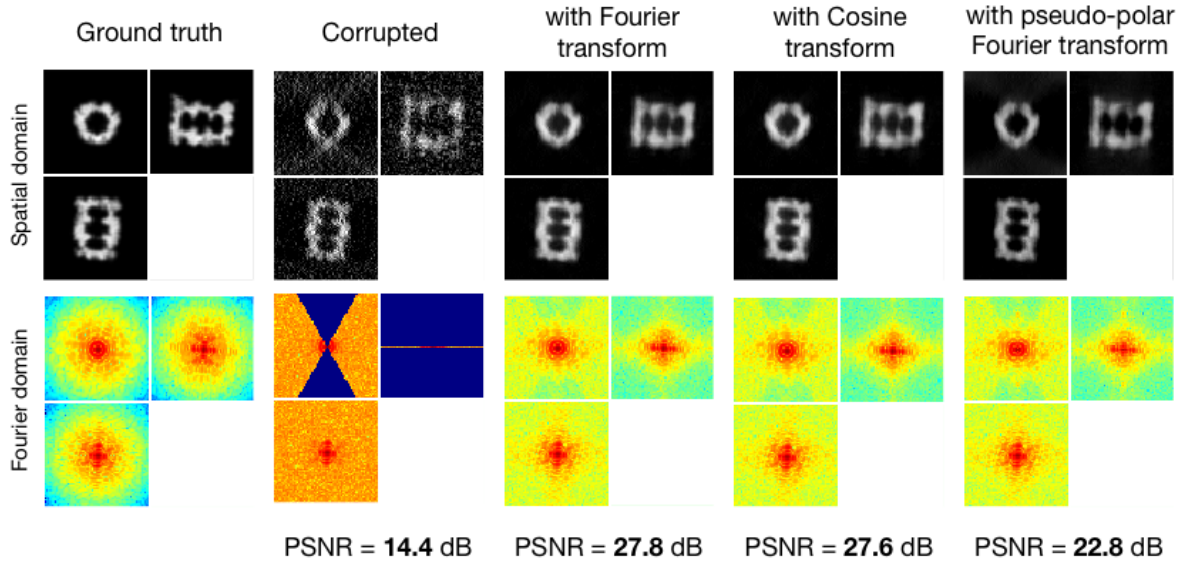 Ground truth
Corrupted
with Fourier
transform
with Cosine
transform
with pseudo-polar
Fourier transform
Spatial domain
Fourier domain
PSNR = 14.4 dB
PSNR = 27.8 dB
PSNR = 27.6 dB
PSNR = 22.8 dB